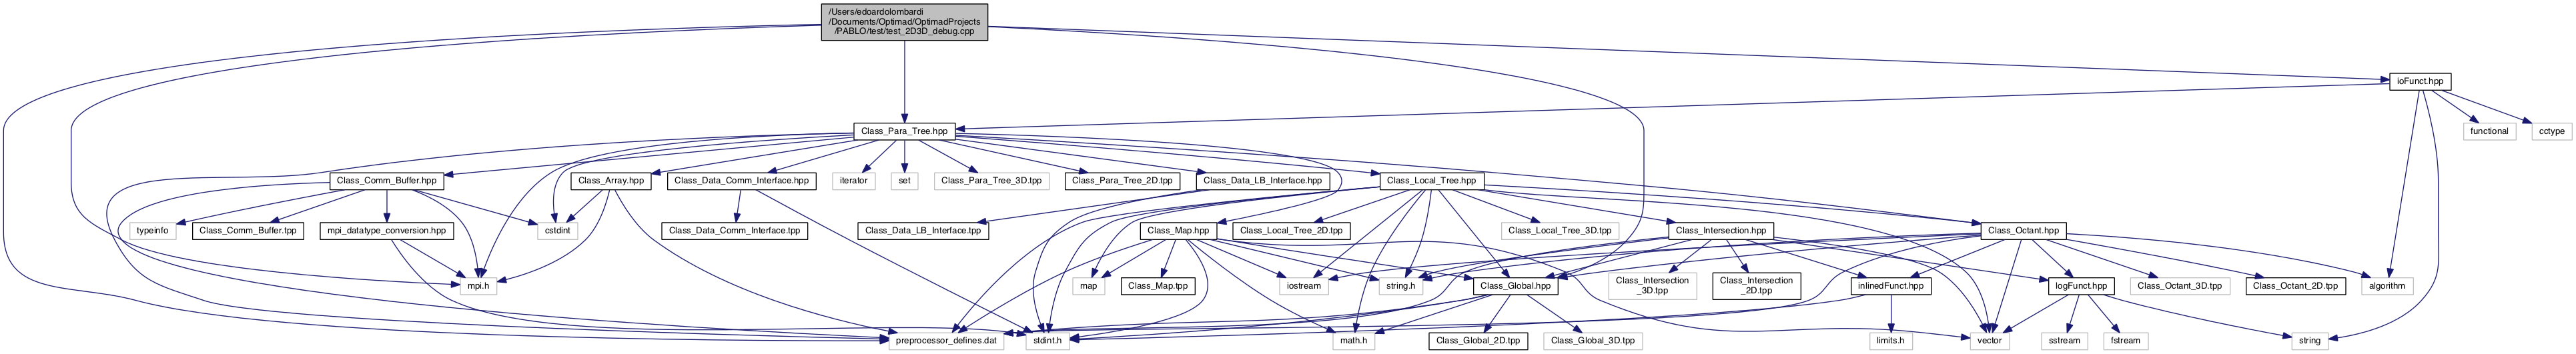 /Users/edoardolombardi
/Documents/Optimad/OptimadProjects
/PABLO/test/test_2D3D_debug.cpp
ioFunct.hpp
Class_Para_Tree.hpp
functional
cctype
Class_Comm_Buffer.hpp
Class_Array.hpp
Class_Data_Comm_Interface.hpp
iterator
set
Class_Para_Tree_3D.tpp
Class_Para_Tree_2D.tpp
Class_Data_LB_Interface.hpp
Class_Local_Tree.hpp
typeinfo
Class_Comm_Buffer.tpp
mpi_datatype_conversion.hpp
cstdint
Class_Data_Comm_Interface.tpp
Class_Data_LB_Interface.tpp
Class_Map.hpp
Class_Local_Tree_2D.tpp
Class_Local_Tree_3D.tpp
Class_Intersection.hpp
Class_Octant.hpp
mpi.h
map
Class_Map.tpp
iostream
string.h
Class_Global.hpp
Class_Intersection
_3D.tpp
Class_Intersection
_2D.tpp
inlinedFunct.hpp
logFunct.hpp
Class_Octant_3D.tpp
Class_Octant_2D.tpp
algorithm
preprocessor_defines.dat
stdint.h
math.h
Class_Global_2D.tpp
Class_Global_3D.tpp
limits.h
vector
sstream
fstream
string